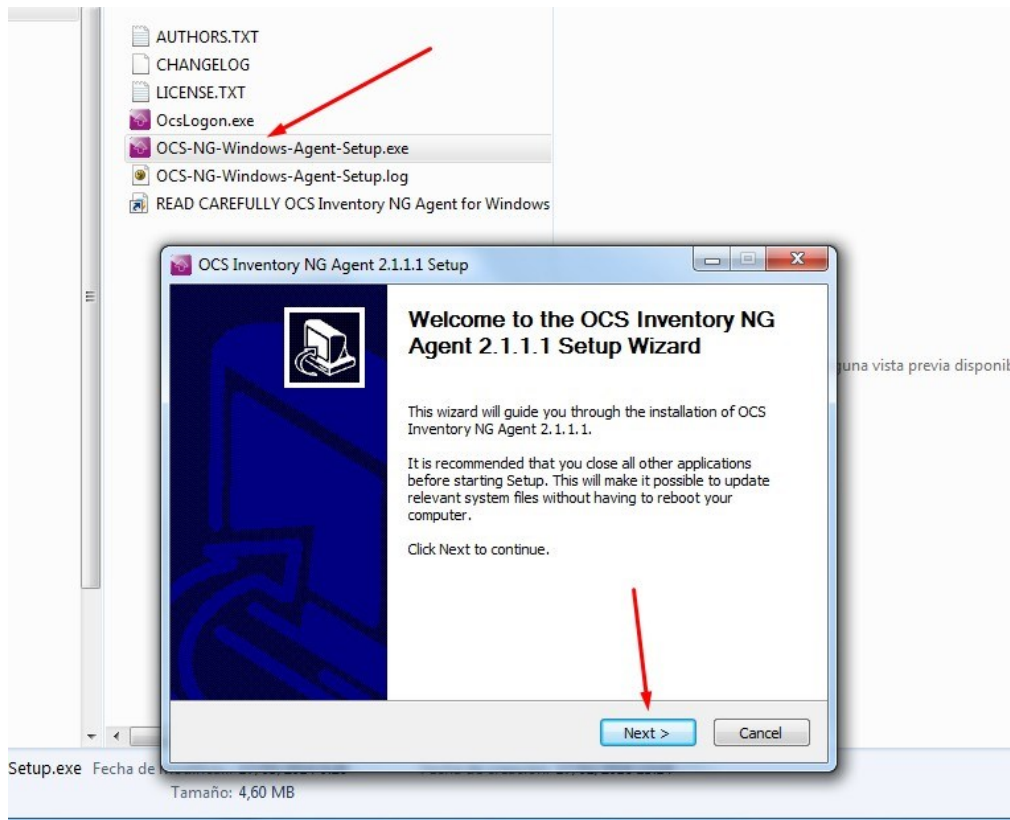 AUTHORS.TXT
CHANGELOG
LICENSE.TXT
OcsLogon.exe
OCS-NG-Windows-Agent-Setup.exe
OCS-NG-Windows-Agent-Setup.log
READ CAREFULLY OCS Inventory NG Agent for Windows
OCS Inventory NG Agent 2.1.1.1 Setup
Welcome to the OCS Inventory NG
Agent 2.1.1.1 Setup Wizard
This wizard will guide you through the installation of OCS
Inventory NG Agent 2.1.1.1.
It is recommended that you close all other applications
before starting Setup. This will make it possible to update
relevant system files without having to reboot your
computer.
Click Next to continue.
vista previa
Next >
Cancel
Setup.exe Fecha de
Tamaño: 4,60 MB